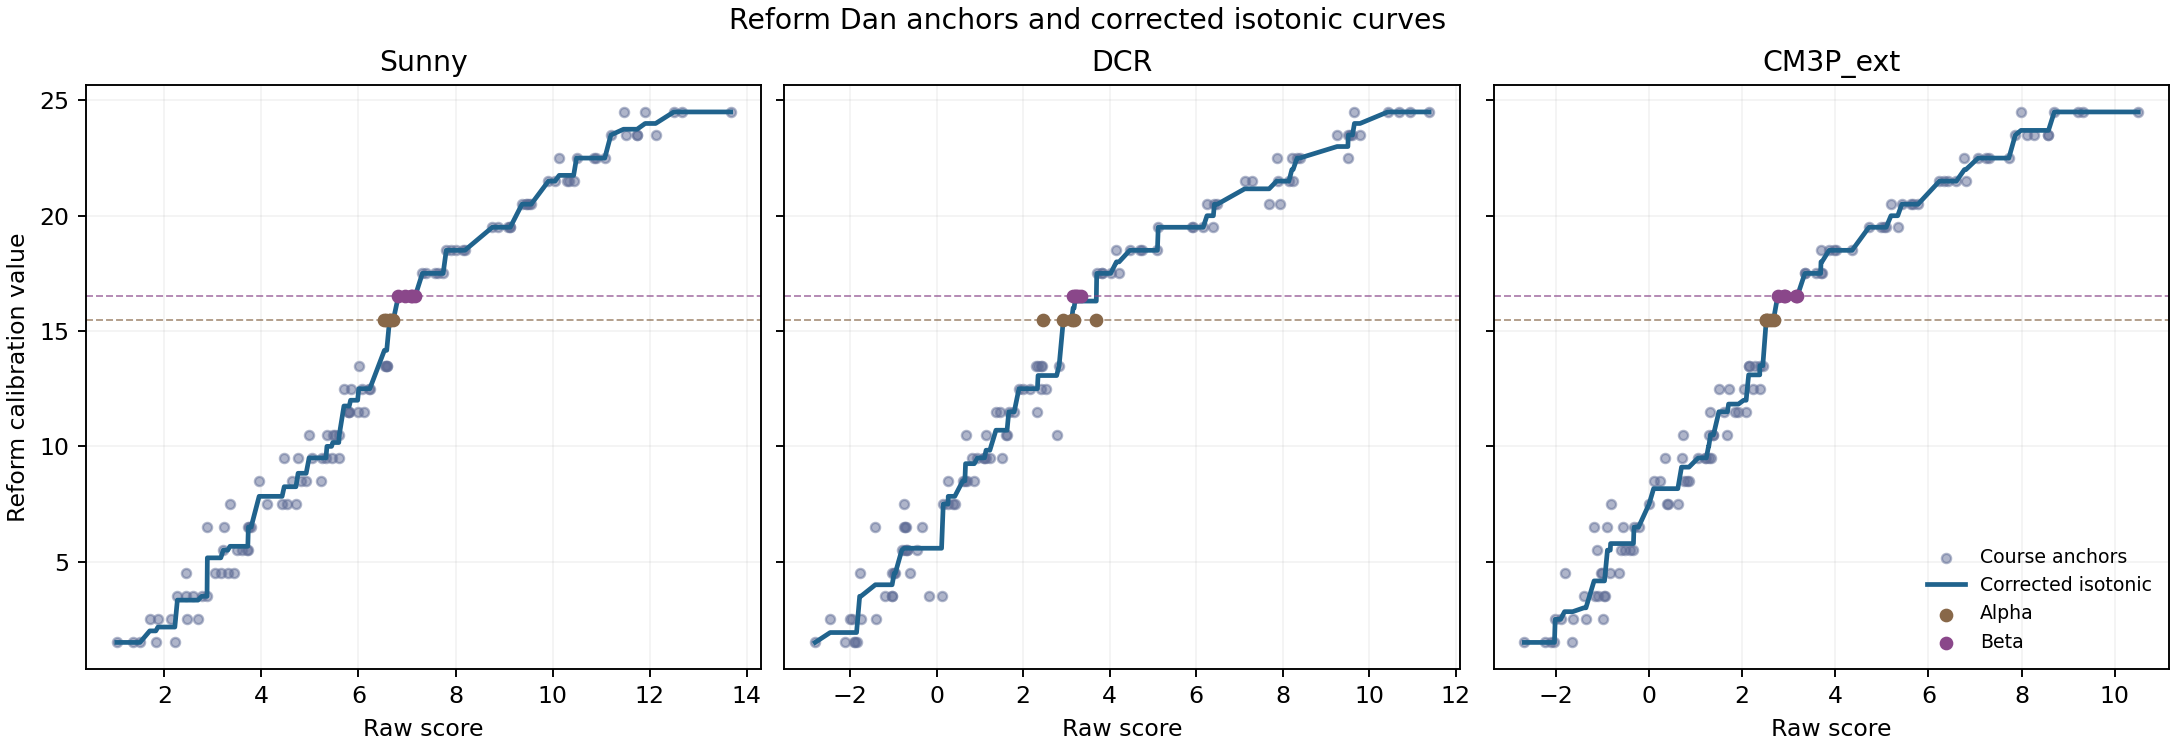 Reform Dan anchors and corrected isotonic curves
Sunny
DCR
CM3P_ext
Reform calibration value
25
20
15
10
5
2 4 6 8 10 12 14
−2 0 2 4 6 8 10 12
−2 0 2 4 6 8 10
Raw score
Raw score
Raw score
Course anchors
Corrected isotonic
Alpha
Beta